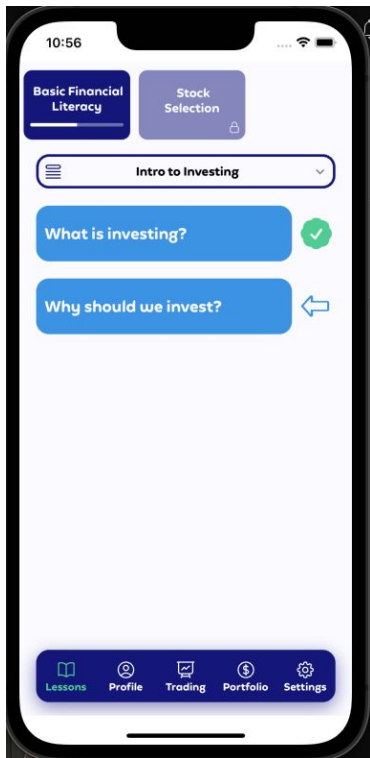 10:56
Basic Financial
Literacy
Stock
Selection
Intro to Investing
What is investing?
Why should we invest?
Lessons
Profile
Trading
Portfolio
Settings